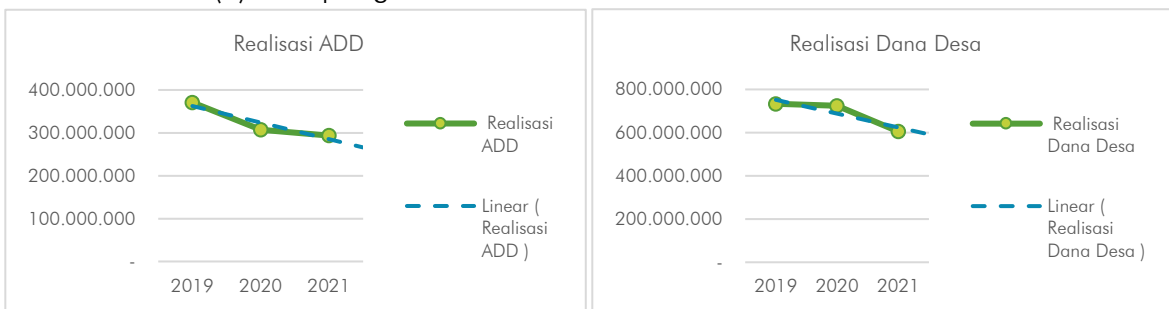 Realisasi ADD
400.000.000
300.000.000
200.000.000
100.000.000
-
2019 2020 2021
Realisasi
ADD
Linear (
Realisasi
ADD )
Realisasi Dana Desa
800.000.000
600.000.000
400.000.000
200.000.000
-
2019 2020 2021
Realisasi
Dana Desa
Linear (
Realisasi
Dana Desa )